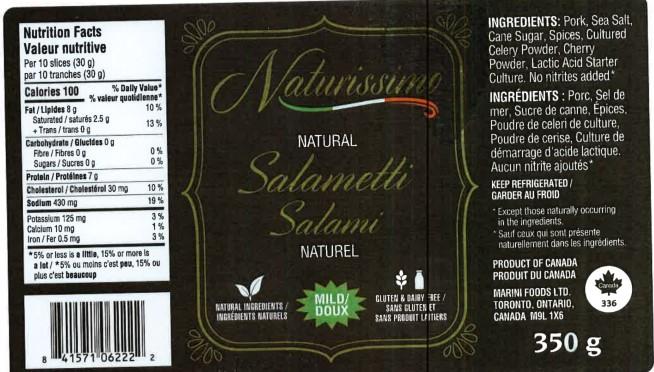 Nutrition Facts
Valeur nutritive
Per 10 slices (30 g)
par 10 tranches (30 g)
Calories 100
% Daily Value*
% valeur quotidienne*
Fat / Lipides 8 g 10 %
Saturated / saturés 2.5 g
+ Trans / trans 0 g 13 %
Carbohydrate / Glucides 0 g
Fibre / Fibres 0 g 0 %
Sugars / Sucres 0 g 0 %
Protein / Protéines 7 g
Cholesterol / Cholestérol 30 mg 10 %
Sodium 430 mg 19 %
Potassium 125 mg 3 %
Calcium 10 mg 1 %
Iron / Fer 0.5 mg 3 %
*5% or less is a little, 15% or more is
a lot / *5% ou moins c'est peu, 15% ou
plus c'est beaucoup
8 41571 06222 2
Naturissimo
NATURAL
Salametti
Salami
NATUREL
NATURAL INGREDIENTS /
INGRÉDIENTS NATURELS
MILD/
DOUX
GLUTEN & DAIRY FREE /
SANS GLUTEN ET
SANS PRODUIT LAITIERS
INGREDIENTS: Pork, Sea Salt,
Cane Sugar, Spices, Cultured
Celery Powder, Cherry
Powder, Lactic Acid Starter
Culture. No nitrites added*
INGRÉDIENTS : Porc, Sel de
mer, Sucre de canne, Épices,
Poudre de celeri de culture,
Poudre de cerise, Culture de
démarrage d'acide lactique.
Aucun nitrite ajoutés*
KEEP REFRIGERATED /
GARDER AU FROID
* Except those naturally occurring
in the ingredients.
* Sauf ceux qui sont présente
naturellement dans les ingrédients.
PRODUCT OF CANADA
PRODUIT DU CANADA
MARINI FOODS LTD.
TORONTO, ONTARIO,
CANADA M9L 1X6
Canada
336
350 g